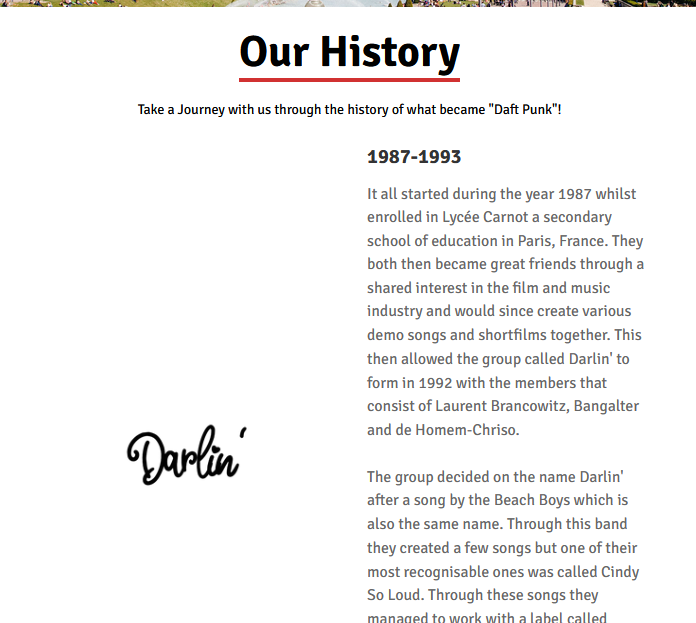 Our History
Take a Journey with us through the history of what became "Daft Punk"!
1987-1993
It all started during the year 1987 whilst
enrolled in Lycée Carnot a secondary
school of education in Paris, France. They
both then became great friends through a
shared interest in the film and music
industry and would since create various
demo songs and shortfilms together. This
then allowed the group called Darlin' to
form in 1992 with the members that
consist of Laurent Brancowitz, Bangalter
and de Homem-Chriso.
Darlin'
The group decided on the name Darlin'
after a song by the Beach Boys which is
also the same name. Through this band
they created a few songs but one of their
most recognisable ones was called Cindy
So Loud. Through these songs they
managed to work with a label called